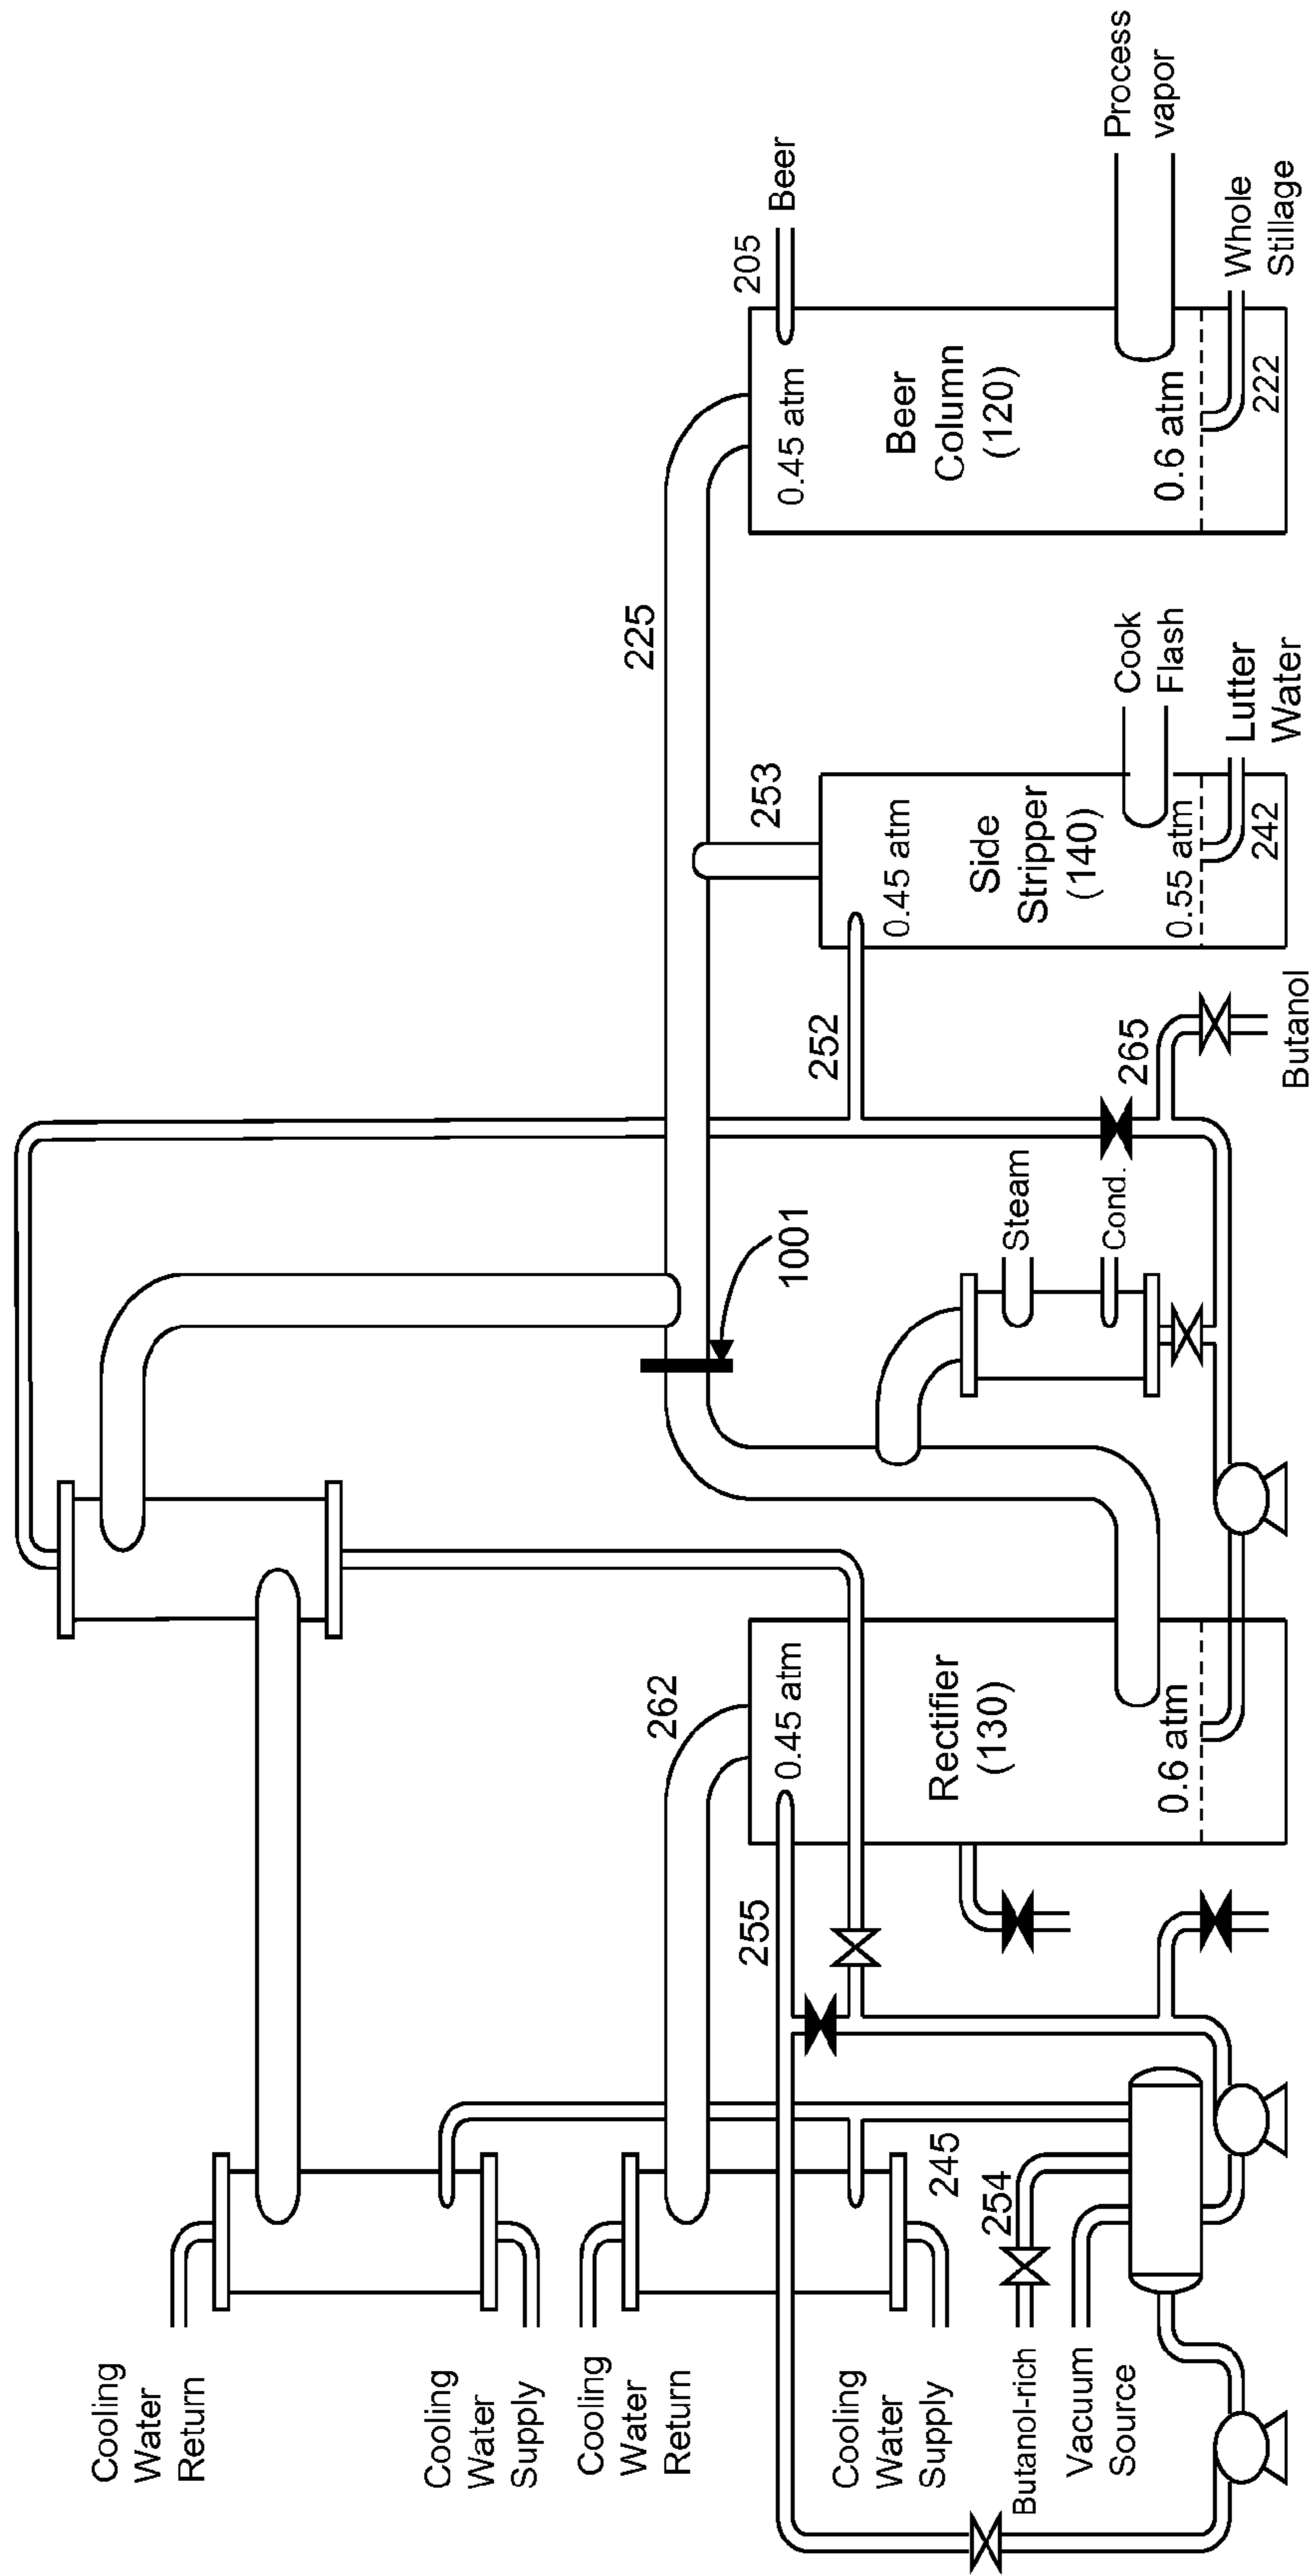 Cooling
Water
Return
Cooling
Water
Supply
Cooling
Water
Return
Cooling
Water
Supply
Butanol-rich
Vacuum
Source
254
245
255
262
0.45 atm
Rectifier
(130)
0.6 atm
1001
Steam
Cond.
265
Butanol
252
253
0.45 atm
Side
Stripper
(140)
0.55 atm
242
Cook
Flash
Lutter
Water
225
0.45 atm
Beer
Column
(120)
0.6 atm
222
205
Beer
Process
vapor
Whole
Stillage